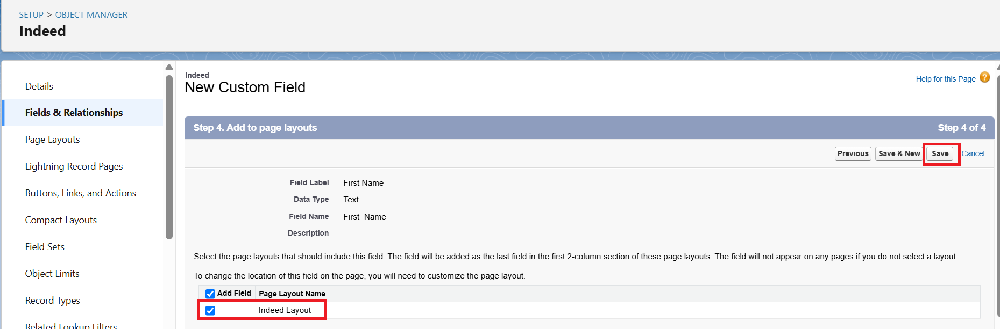 SETUP > OBJECT MANAGER
Indeed
Details
Fields & Relationships
Page Layouts
Lightning Record Pages
Buttons, Links, and Actions
Compact Layouts
Field Sets
Object Limits
Record Types
Related Lookup Filters
Indeed
New Custom Field
Help for this Page ?
Step 4. Add to page layouts Step 4 of 4
Previous Save & New Save Cancel
Field Label First Name
Data Type Text
Field Name First_Name
Description
Select the page layouts that should include this field. The field will be added as the last field in the first 2-column section of these page layouts. The field will not appear on any pages if you do not select a layout.
To change the location of this field on the page, you will need to customize the page layout.
Add Field Page Layout Name
Indeed Layout